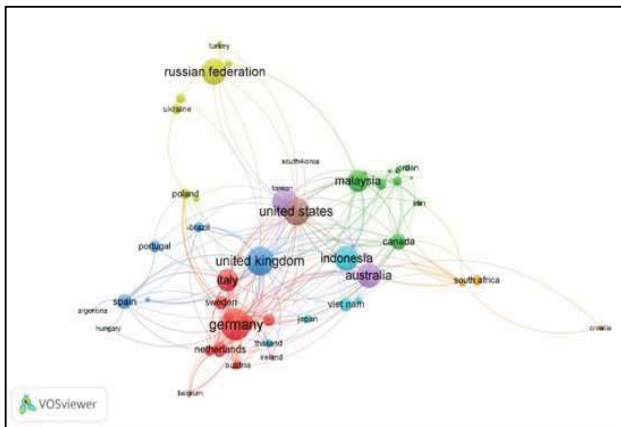 turkey
russian federation
ukraine
south korea
taiwan
jordan
malaysia
iran
poland
united states
brazil
canada
portugal
united kingdom
indonesia
australia
italy
south africa
spain
sweden
viet nam
argentina
japan
germany
croatia
hungary
thailand
netherlands
ireland
austria
belgium
VOSviewer